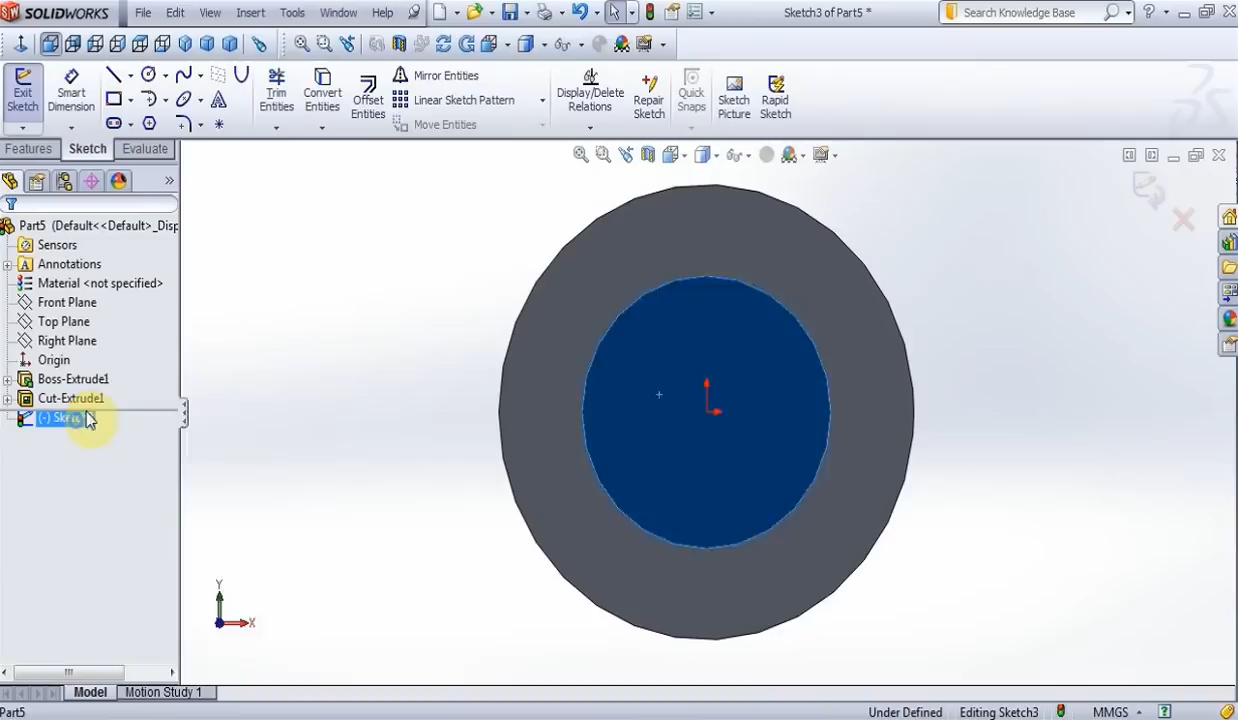 SOLIDWORKS File Edit View Insert Tools Window Help Sketch3 of Part5 * Search Knowledge Base ?
Exit Sketch
Smart Dimension
Trim Entities
Convert Entities
Offset Entities
Mirror Entities
Linear Sketch Pattern
Move Entities
Display/Delete Relations
Repair Sketch
Quick Snaps
Sketch Picture
Rapid Sketch
Features Sketch Evaluate
Part5 (Default<<Default>_Disp
Sensors
Annotations
Material <not specified>
Front Plane
Top Plane
Right Plane
Origin
Boss-Extrude1
Cut-Extrude1
Y
X
Model Motion Study 1
Part5 Under Defined Editing Sketch3 MMGS ?